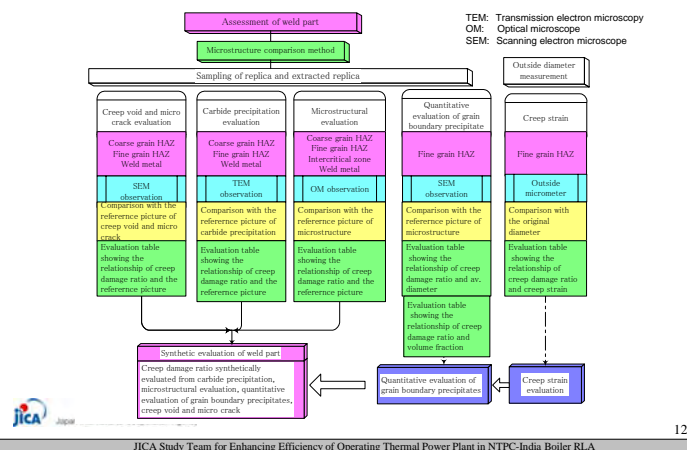 Assessment of weld part
TEM: Transmission electron microscopy
OM: Optical microscope
SEM: Scanning electron microscope
Microstructure comparison method
Sampling of replica and extracted replica
Outside diameter
measurement
Creep void and micro
crack evaluation
Coarse grain HAZ
Fine grain HAZ
Weld metal
SEM
observation
Comparison with the
refernce picture of
creep void and micro
crack
Evaluation table
showing the
relationship of creep
damage ratio and the
referernce picture
Carbide precipitation
evaluation
Coarse grain HAZ
Fine grain HAZ
Weld metal
TEM
observation
Comparison with the
refernce picture of
carbide precipitation
Evaluation table
showing the
relationship of creep
damage ratio and the
referernce picture
Microstructural
evaluation
Coarse grain HAZ
Fine grain HAZ
Intercritical zone
Weld metal
OM observation
Comparison with the
refernce picture of
microstructure
Evaluation table
showing the
relationship of creep
damage ratio and the
referernce picture
Quantitative
evaluation of grain
boundary precipitate
Fine grain HAZ
SEM
observation
Comparison with the
refernce picture of
microstructure
Evaluation table
showing the
relationship of creep
damage ratio and av.
diameter
Evaluation table
showing the
relationship of creep
damage ratio and
volume fraction
Creep strain
Fine grain HAZ
Outside
micrometer
Comparison with
the original
diameter
Evaluation table
showing the
relationship of
creep damage ratio
and creep strain
Synthetic evaluation of weld part
Creep damage ratio synthetically
evaluated from carbide precipitation,
microstructural evaluation, quantitative
evaluation of grain boundary precipitates,
creep void and micro crack
Quantitative evaluation of
grain boundary precipitates
Creep strain
evaluation
jICA
12
JICA Study Team for Enhancing Efficiency of Operating Thermal Power Plant in NTPC-India Boiler RLA